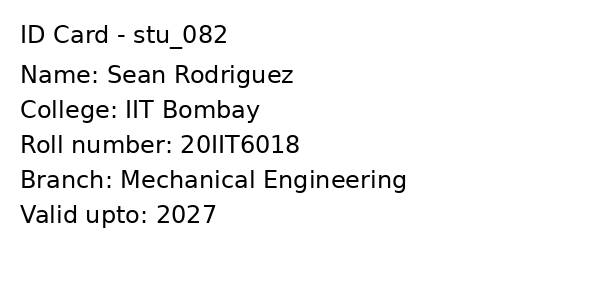 ID Card - stu_082
Name: Sean Rodriguez
College: IIT Bombay
Roll number: 20IIT6018
Branch: Mechanical Engineering
Valid upto: 2027